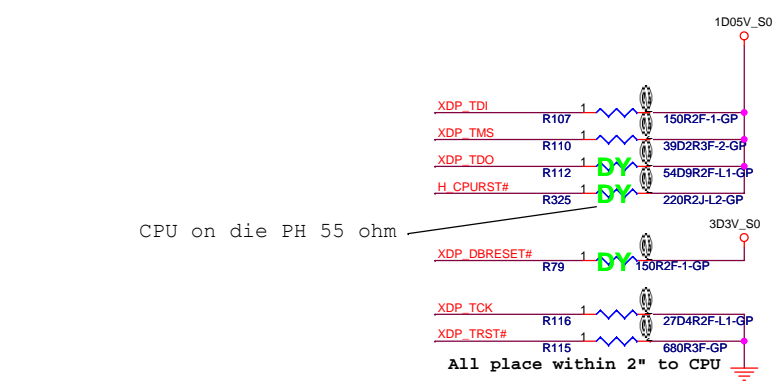 1D05V_S0
XDP_TDI
R107 1 150R2F-1-GP
XDP_TMS
R110 1 39D2R3F-2-GP
XDP_TDO
R112 1 DY 54D9R2F-L1-GP
H_CPURST#
R325 1 DY 220R2J-L2-GP
CPU on die PH 55 ohm
3D3V_S0
XDP_DBRESET#
R79 1 DY 150R2F-1-GP
XDP_TCK
R116 1 27D4R2F-L1-GP
XDP_TRST#
R115 1 680R3F-GP
All place within 2" to CPU